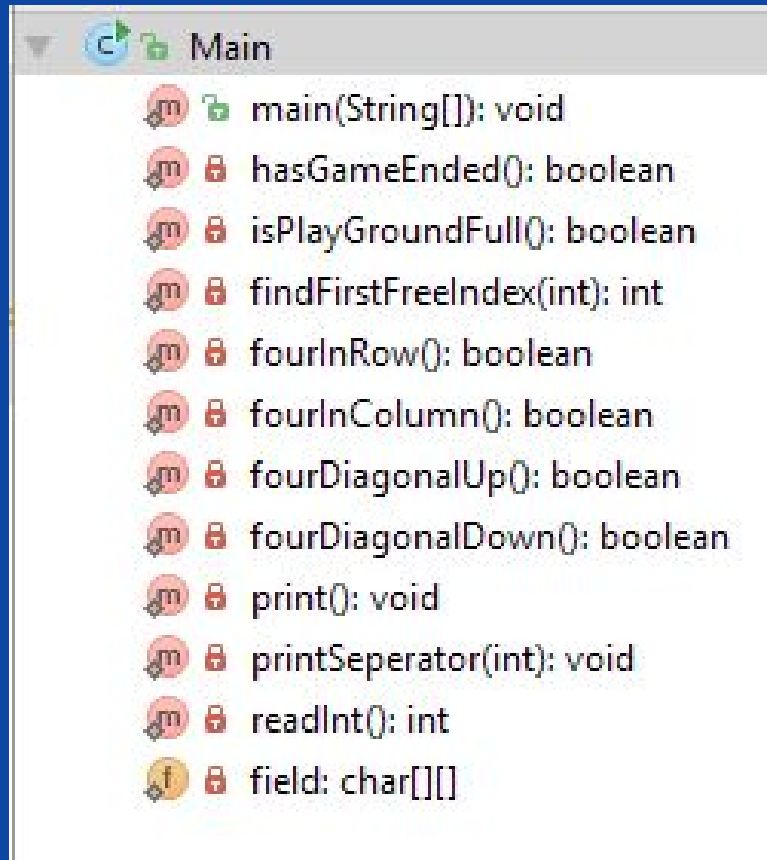 Main
main(String[]): void
hasGameEnded(): boolean
isPlayGroundFull(): boolean
findFirstFreeIndex(int): int
fourInRow(): boolean
fourInColumn(): boolean
fourDiagonalUp(): boolean
fourDiagonalDown(): boolean
print(): void
printSeperator(int): void
readInt(): int
field: char[][]